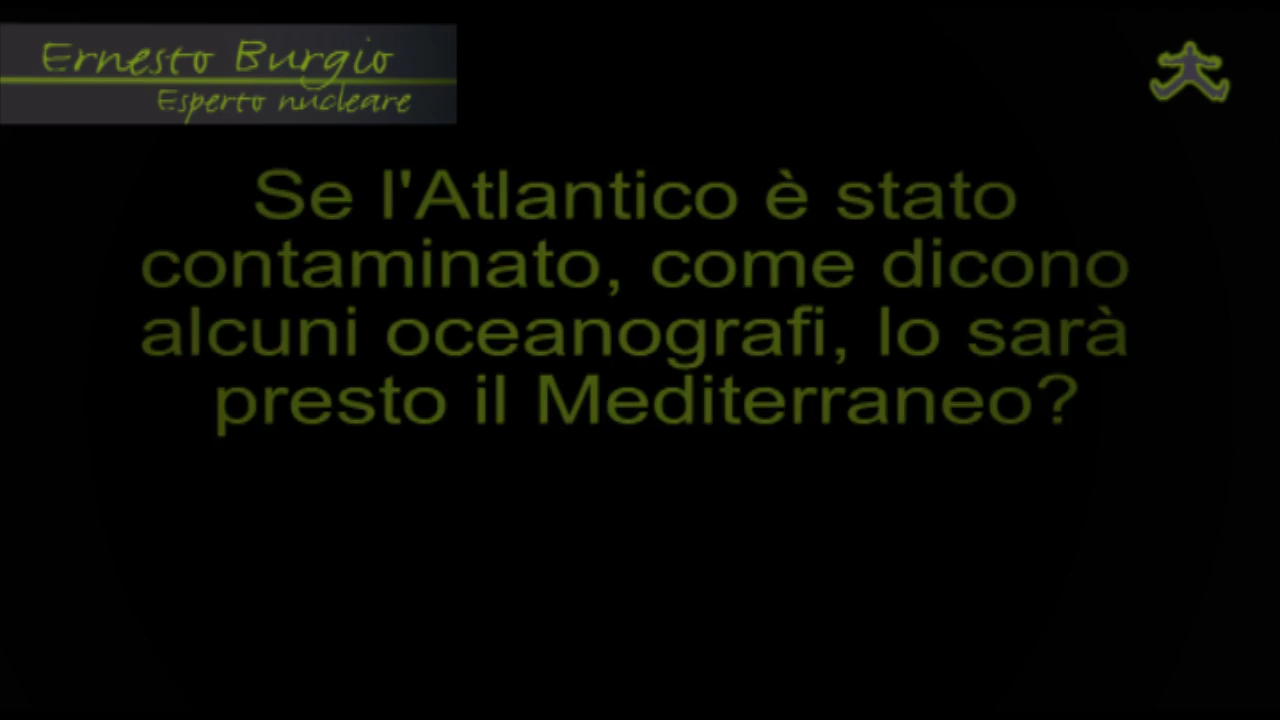 Ernesto Burgio
Esperto nucleare
Se l'Atlantico è stato
contaminato, come dicono
alcuni oceanografi, lo sarà
presto il Mediterraneo?